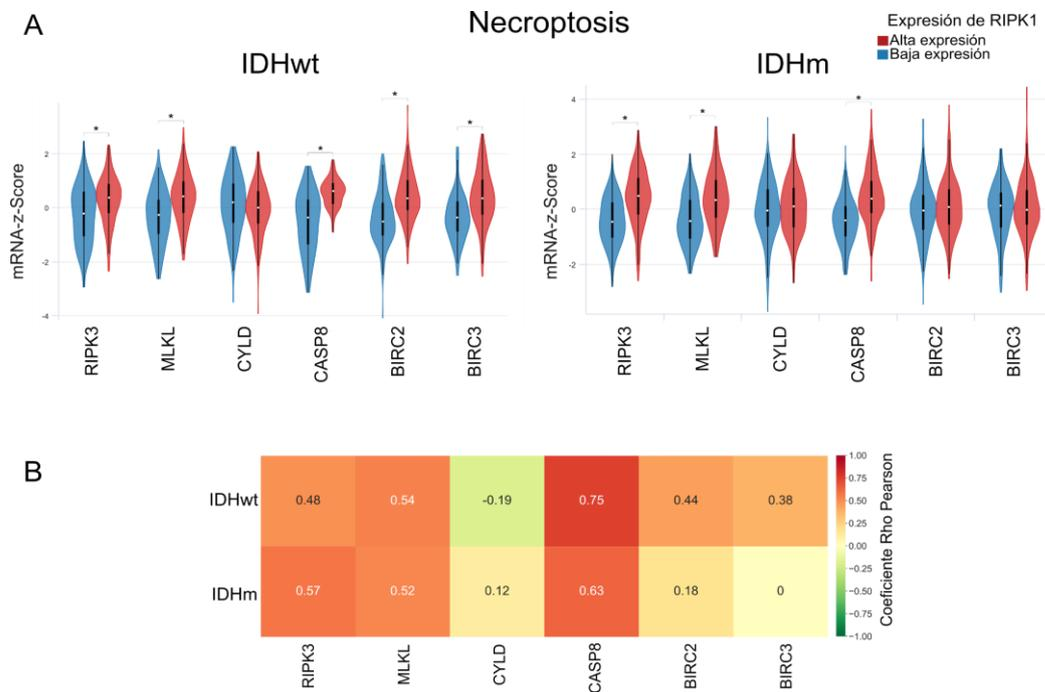 A
Necroptosis
Expresión de RIPK1
Alta expresión
Baja expresión
IDHwt
IDHm
mRNA-z-Score
2
0
-2
-4
* * * * *
RIPK3 MLKL CYLD CASP8 BIRC2 BIRC3
mRNA-z-Score
4
2
0
-2
* * *
RIPK3 MLKL CYLD CASP8 BIRC2 BIRC3
B
IDHwt 0.48 0.54 -0.19 0.75 0.44 0.38
IDHm 0.57 0.52 0.12 0.63 0.18 0
RIPK3 MLKL CYLD CASP8 BIRC2 BIRC3
1.00
0.75
0.50
0.25
0.00
−0.25
−0.50
−0.75
−1.00
Coeficiente Rho Pearson